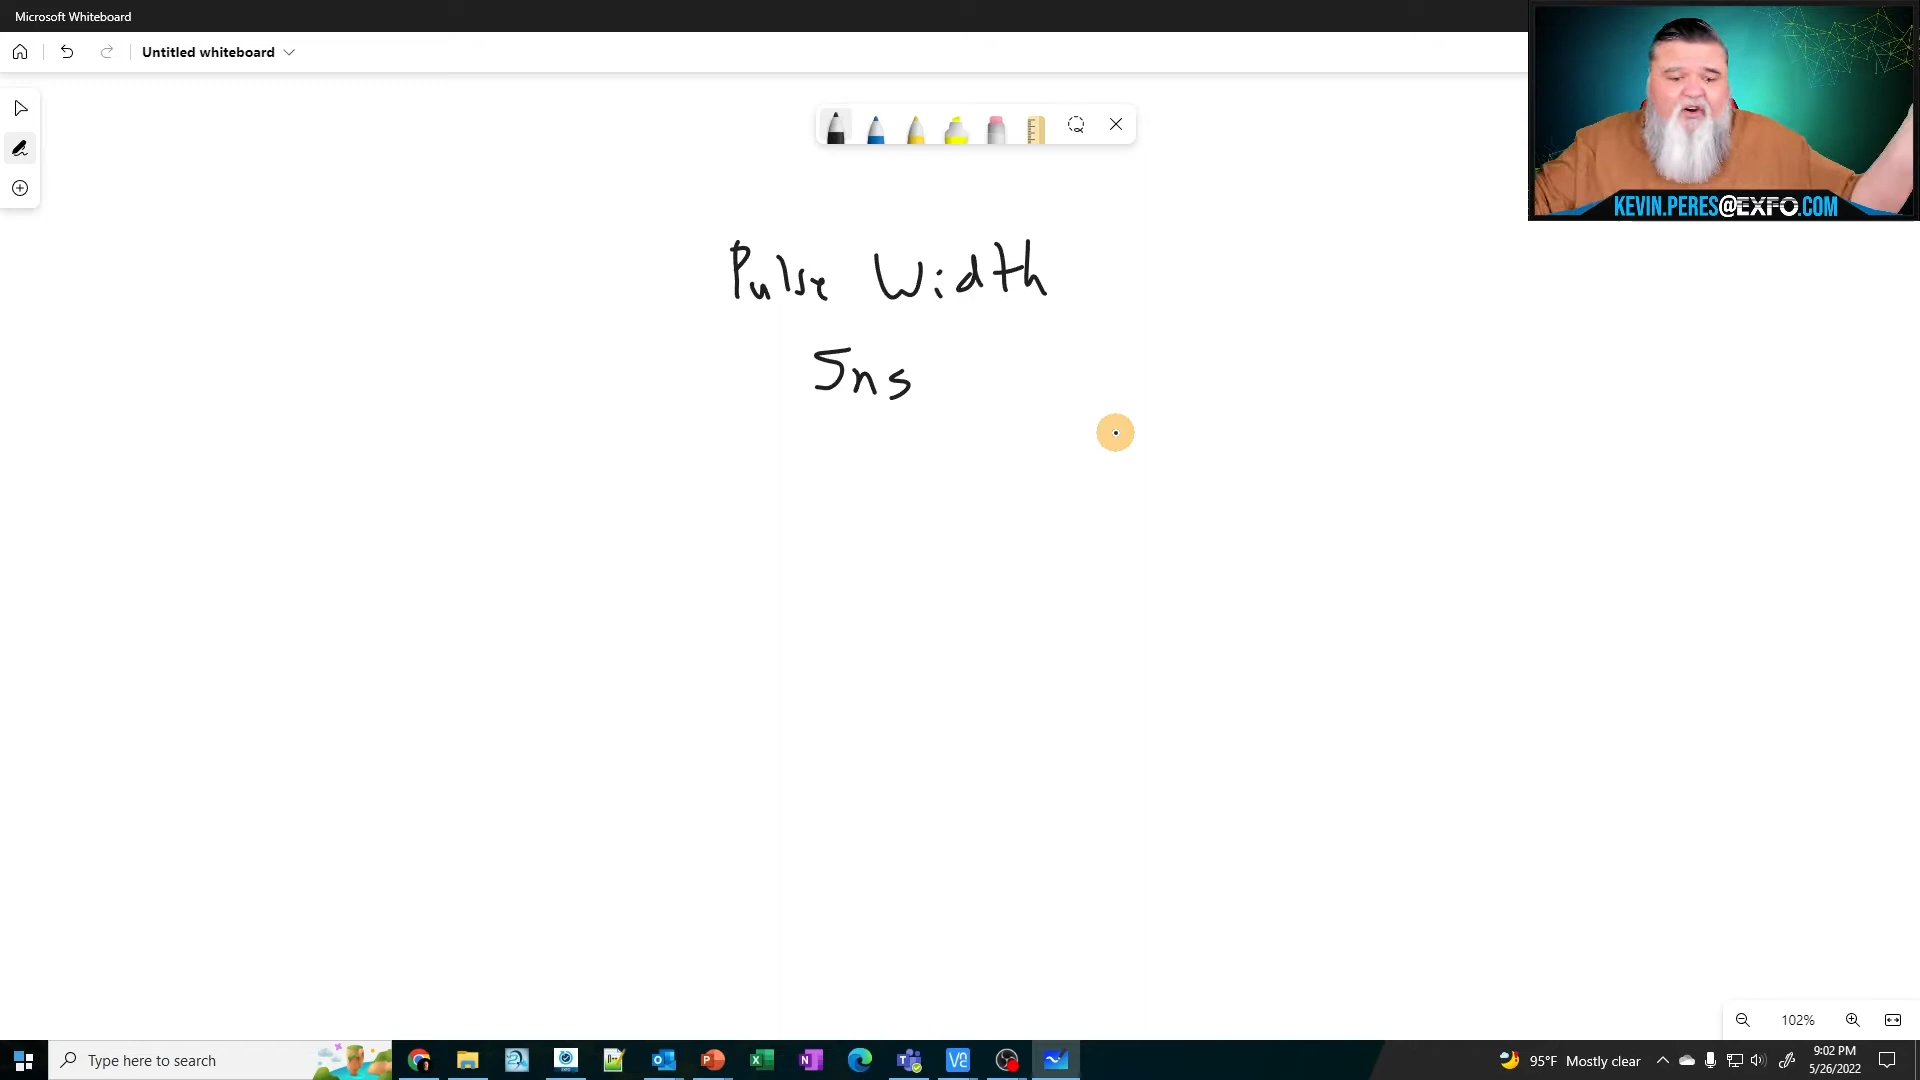 Microsoft Whiteboard
Untitled whiteboard
KEVIN.PERES@EXFO.COM
Pulse Width
5ns
102%
Type here to search
95°F Mostly clear
9:02 PM
5/26/2022